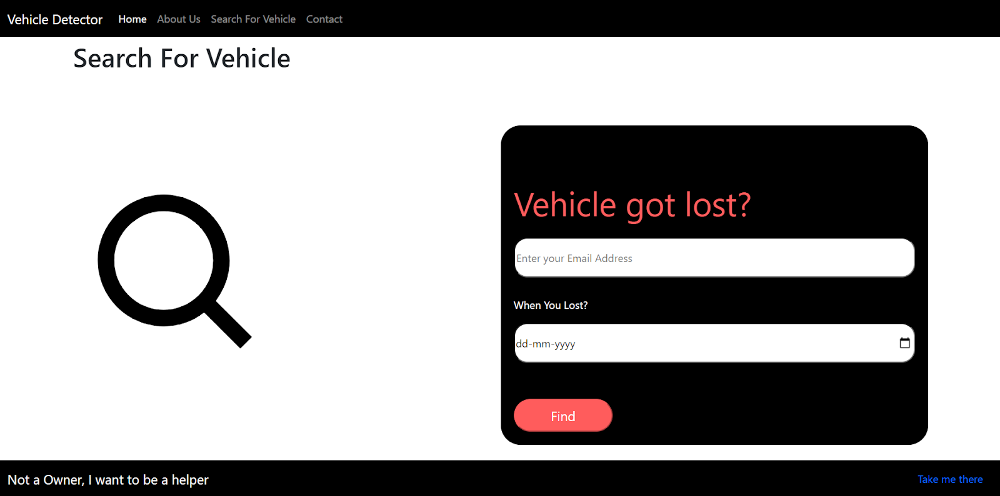 Vehicle Detector Home About Us Search For Vehicle Contact
Search For Vehicle
Vehicle got lost?
Enter your Email Address
When You Lost?
dd-mm-yyyy
Find
Not a Owner, I want to be a helper Take me there